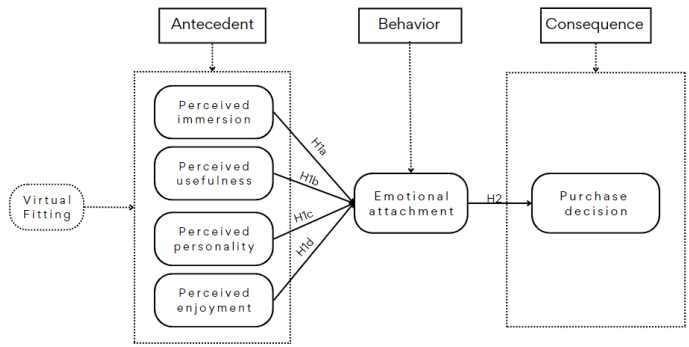 Antecedent
Behavior
Consequence
Perceived
immersion
H1a
Perceived
usefulness
H1b
Virtual
Fitting
Emotional
attachment
H2
Purchase
decision
Perceived
personality
H1c
Perceived
enjoyment
H1d